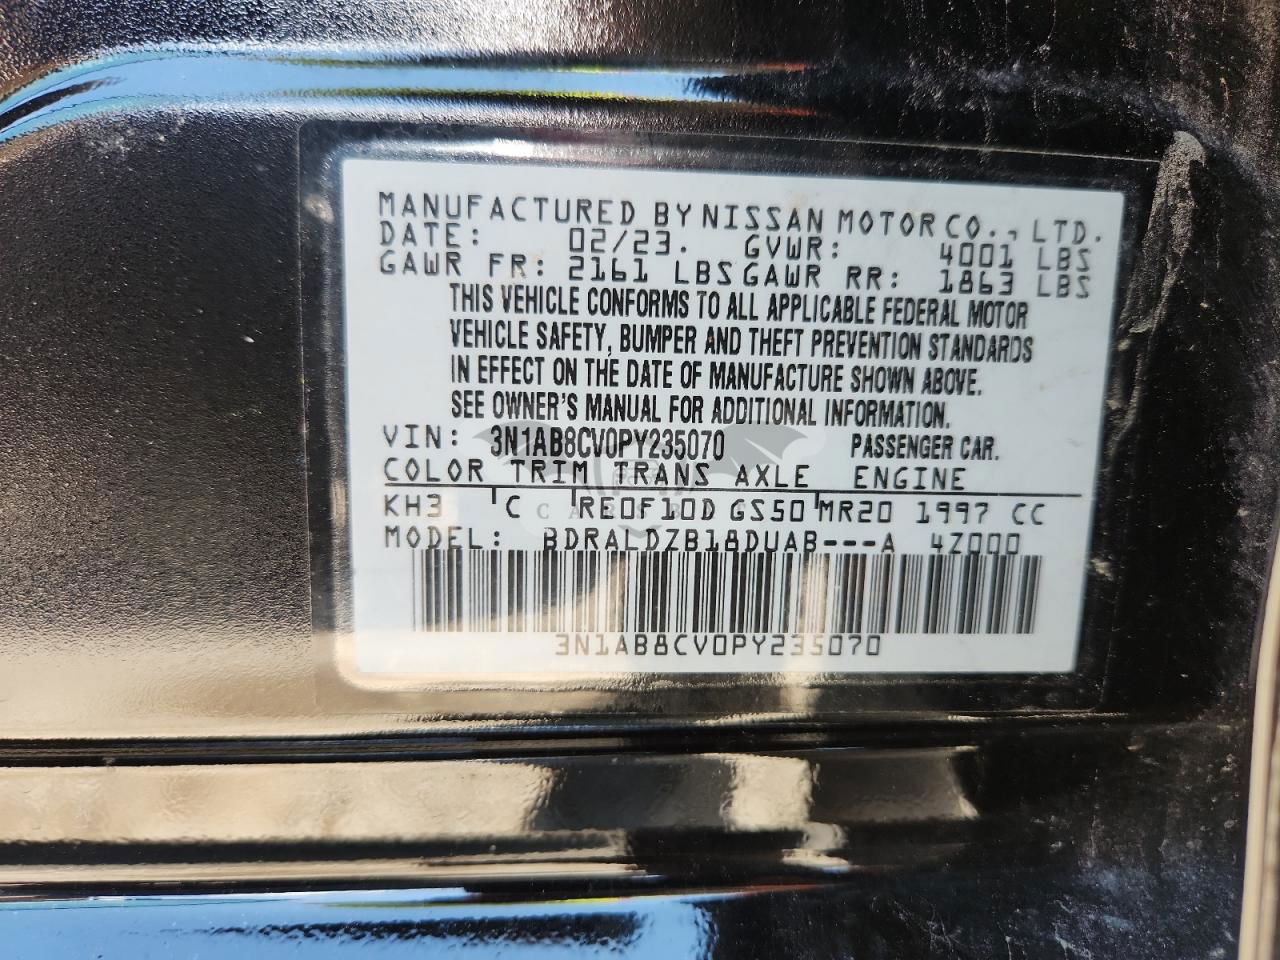 MANUFACTURED BY NISSAN MOTOR CO., LTD.
DATE: 02/23. GVWR: 4001 LBS
GAWR FR: 2161 LBS GAWR RR: 1863 LBS
THIS VEHICLE CONFORMS TO ALL APPLICABLE FEDERAL MOTOR
VEHICLE SAFETY, BUMPER AND THEFT PREVENTION STANDARDS
IN EFFECT ON THE DATE OF MANUFACTURE SHOWN ABOVE.
SEE OWNER'S MANUAL FOR ADDITIONAL INFORMATION.
VIN: 3N1AB8CV0PY235070 PASSENGER CAR.
COLOR TRIM TRANS AXLE ENGINE
KH3 C RE0F10D GS50 MR20 1997 CC
MODEL: BDRALDZB18DUAB---A 4Z000
3N1AB8CV0PY235070